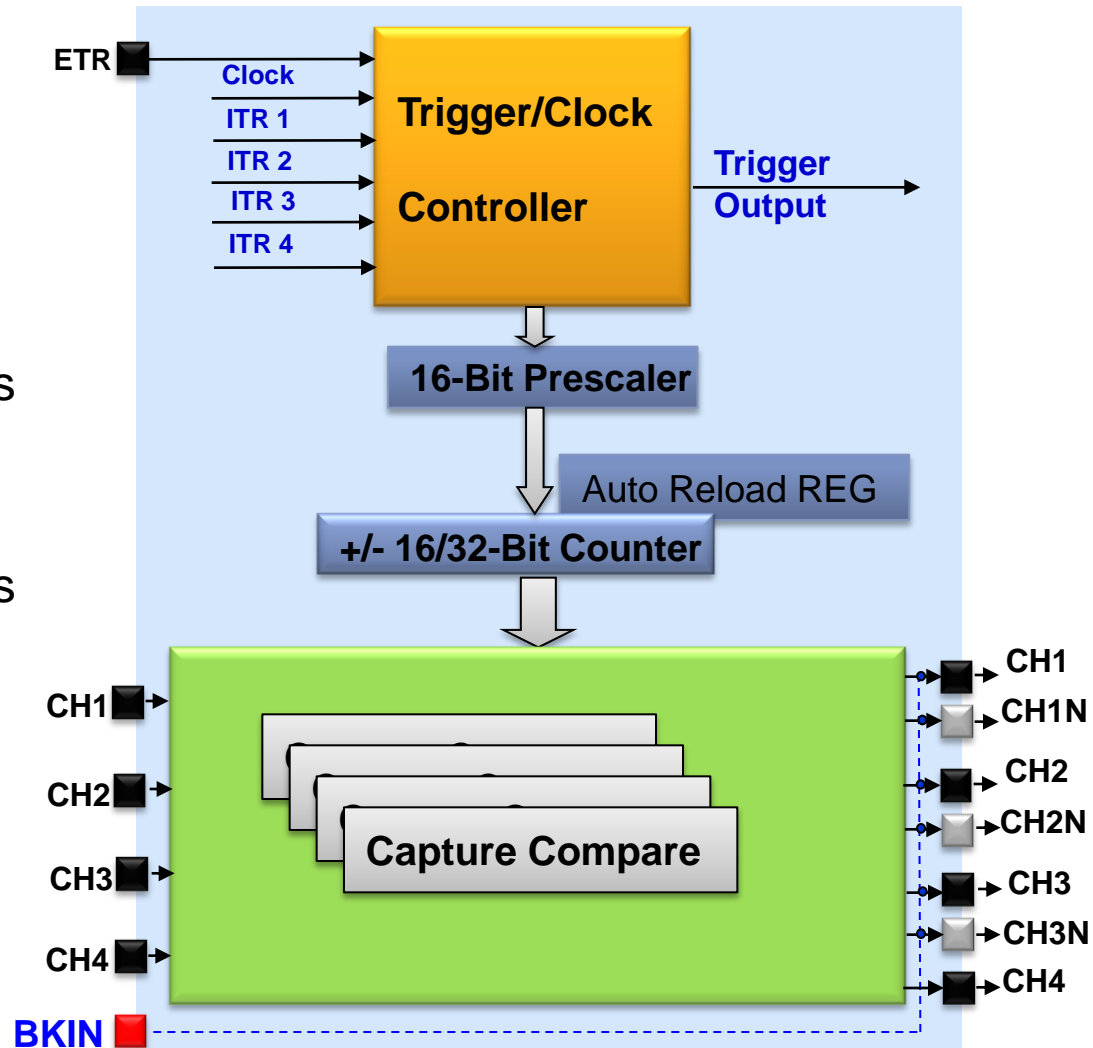 ETR
Clock
ITR 1
ITR 2
ITR 3
ITR 4
Trigger/Clock
Controller
Trigger
Output
16-Bit Prescaler
Auto Reload REG
+/- 16/32-Bit Counter
s
s
Capture Compare
CH1
CH2
CH3
CH4
BKIN
CH1
CH1N
CH2
CH2N
CH3
CH3N
CH4